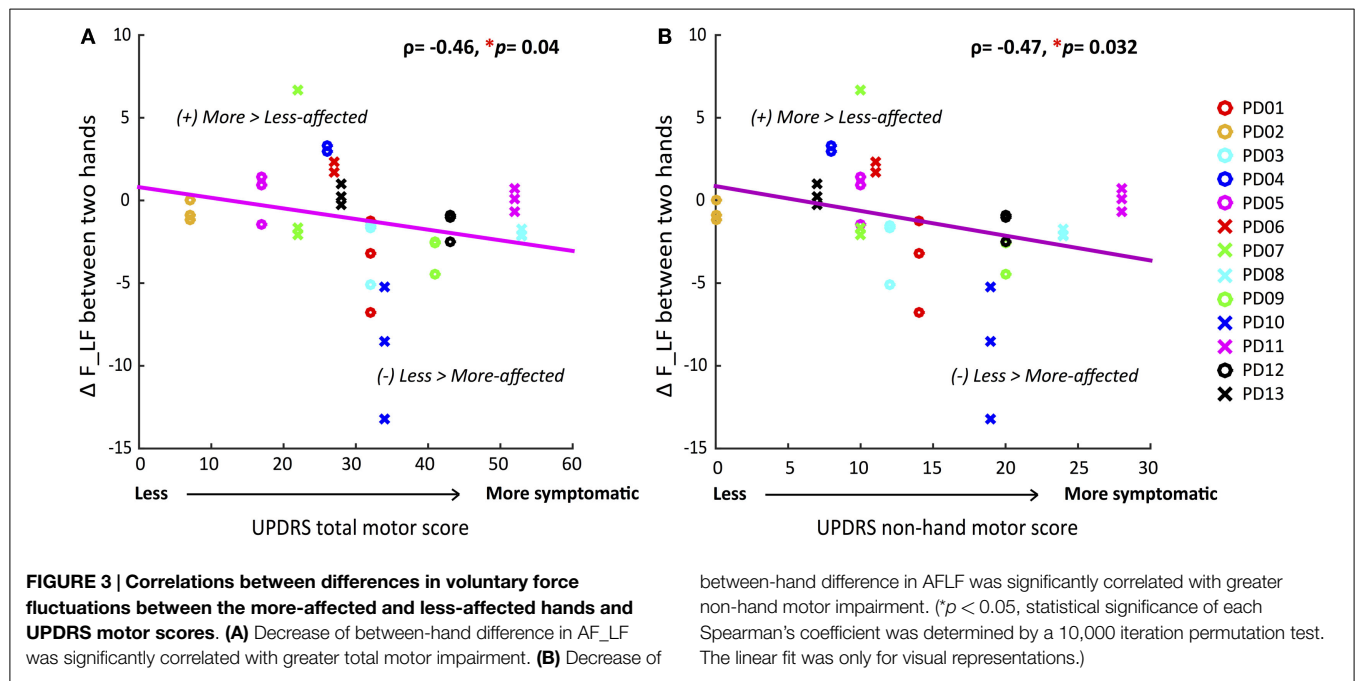 A
ρ= -0.46, *p= 0.04
10
5
0
-5
-10
-15
Δ F_LF between two hands
(+) More > Less-affected
(-) Less > More-affected
0 10 20 30 40 50 60
Less More symptomatic
UPDRS total motor score
B
ρ= -0.47, *p= 0.032
10
5
0
-5
-10
-15
Δ F_LF between two hands
(+) More > Less-affected
(-) Less > More-affected
0 5 10 15 20 25 30
Less More symptomatic
UPDRS non-hand motor score
PD01
PD02
PD03
PD04
PD05
PD06
PD07
PD08
PD09
PD10
PD11
PD12
PD13
FIGURE 3 | Correlations between differences in voluntary force
fluctuations between the more-affected and less-affected hands and
UPDRS motor scores. (A) Decrease of between-hand difference in AF_LF
was significantly correlated with greater total motor impairment. (B) Decrease of
between-hand difference in AFLF was significantly correlated with greater
non-hand motor impairment. (*p < 0.05, statistical significance of each
Spearman's coefficient was determined by a 10,000 iteration permutation test.
The linear fit was only for visual representations.)